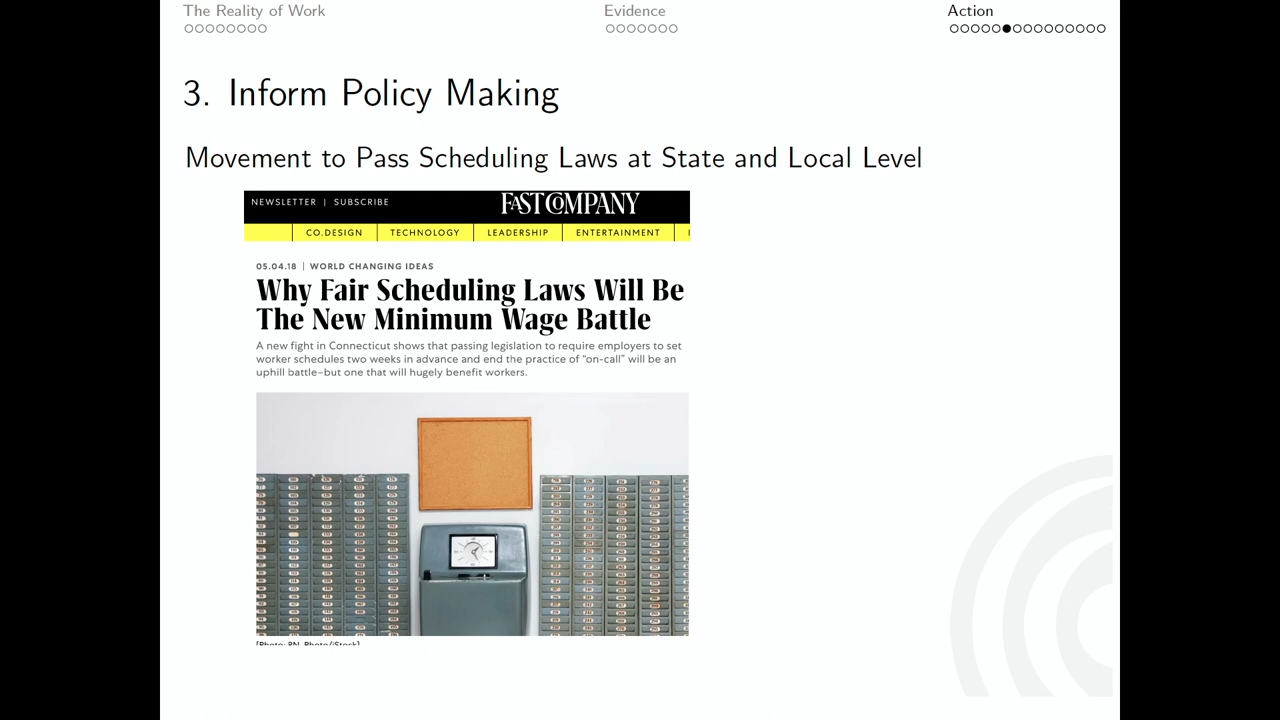 The Reality of Work
Evidence
Action
3. Inform Policy Making
Movement to Pass Scheduling Laws at State and Local Level
NEWSLETTER | SUBSCRIBE
FAST COMPANY
CO.DESIGN
TECHNOLOGY
LEADERSHIP
ENTERTAINMENT
05.04.18 | WORLD CHANGING IDEAS
Why Fair Scheduling Laws Will Be
The New Minimum Wage Battle
A new fight in Connecticut shows that passing legislation to require employers to set
worker schedules two weeks in advance and end the practice of “on-call” will be an
uphill battle–but one that will hugely benefit workers.